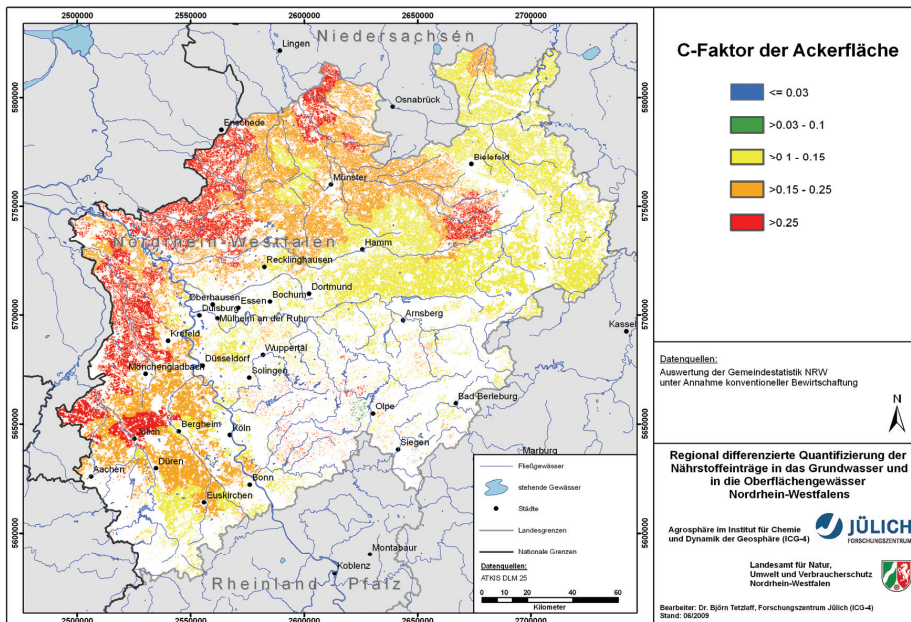 2500000
2550000
2600000
2650000
2700000
5800000
5750000
5700000
5650000
5600000
Niedersachsen
Lingen
Osnabrück
Enschede
Bielefeld
Münster
Nordrhein-Westfalen
Hamm
Recklinghausen
Oberhausen
Essen
Bochum
Dortmund
Duisburg
Mülheim an der Ruhr
Arnsberg
Kassel
Krefeld
Wuppertal
Düsseldorf
Mönchengladbach
Solingen
Bad Berleburg
Olpe
Jülich
Bergheim
Köln
Siegen
Marburg
Aachen
Düren
Bonn
Euskirchen
Montabaur
Koblenz
Rheinland - Pfalz
Fließgewässer
stehende Gewässer
Städte
Landesgrenzen
Nationale Grenzen
Datenquellen:
ATKIS DLM 25
0 10 20 40 60
Kilometer
C-Faktor der Ackerfläche
<= 0.03
>0.03 - 0.1
>0 1 - 0.15
>0.15 - 0.25
>0.25
Datenquellen:
Auswertung der Gemeindestatistik NRW
unter Annahme konventioneller Bewirtschaftung
N
Regional differenzierte Quantifizierung der
Nährstoffeinträge in das Grundwasser und
in die Oberflächengewässer
Nordrhein-Westfalens
Agrosphäre im Institut für Chemie
und Dynamik der Geosphäre (ICG-4)
JÜLICH
FORSCHUNGSZENTRUM
Landesamt für Natur,
Umwelt und Verbraucherschutz
Nordrhein-Westfalen
Bearbeiter: Dr. Björn Tetzlaff, Forschungszentrum Jülich (ICG-4)
Stand: 06/2009